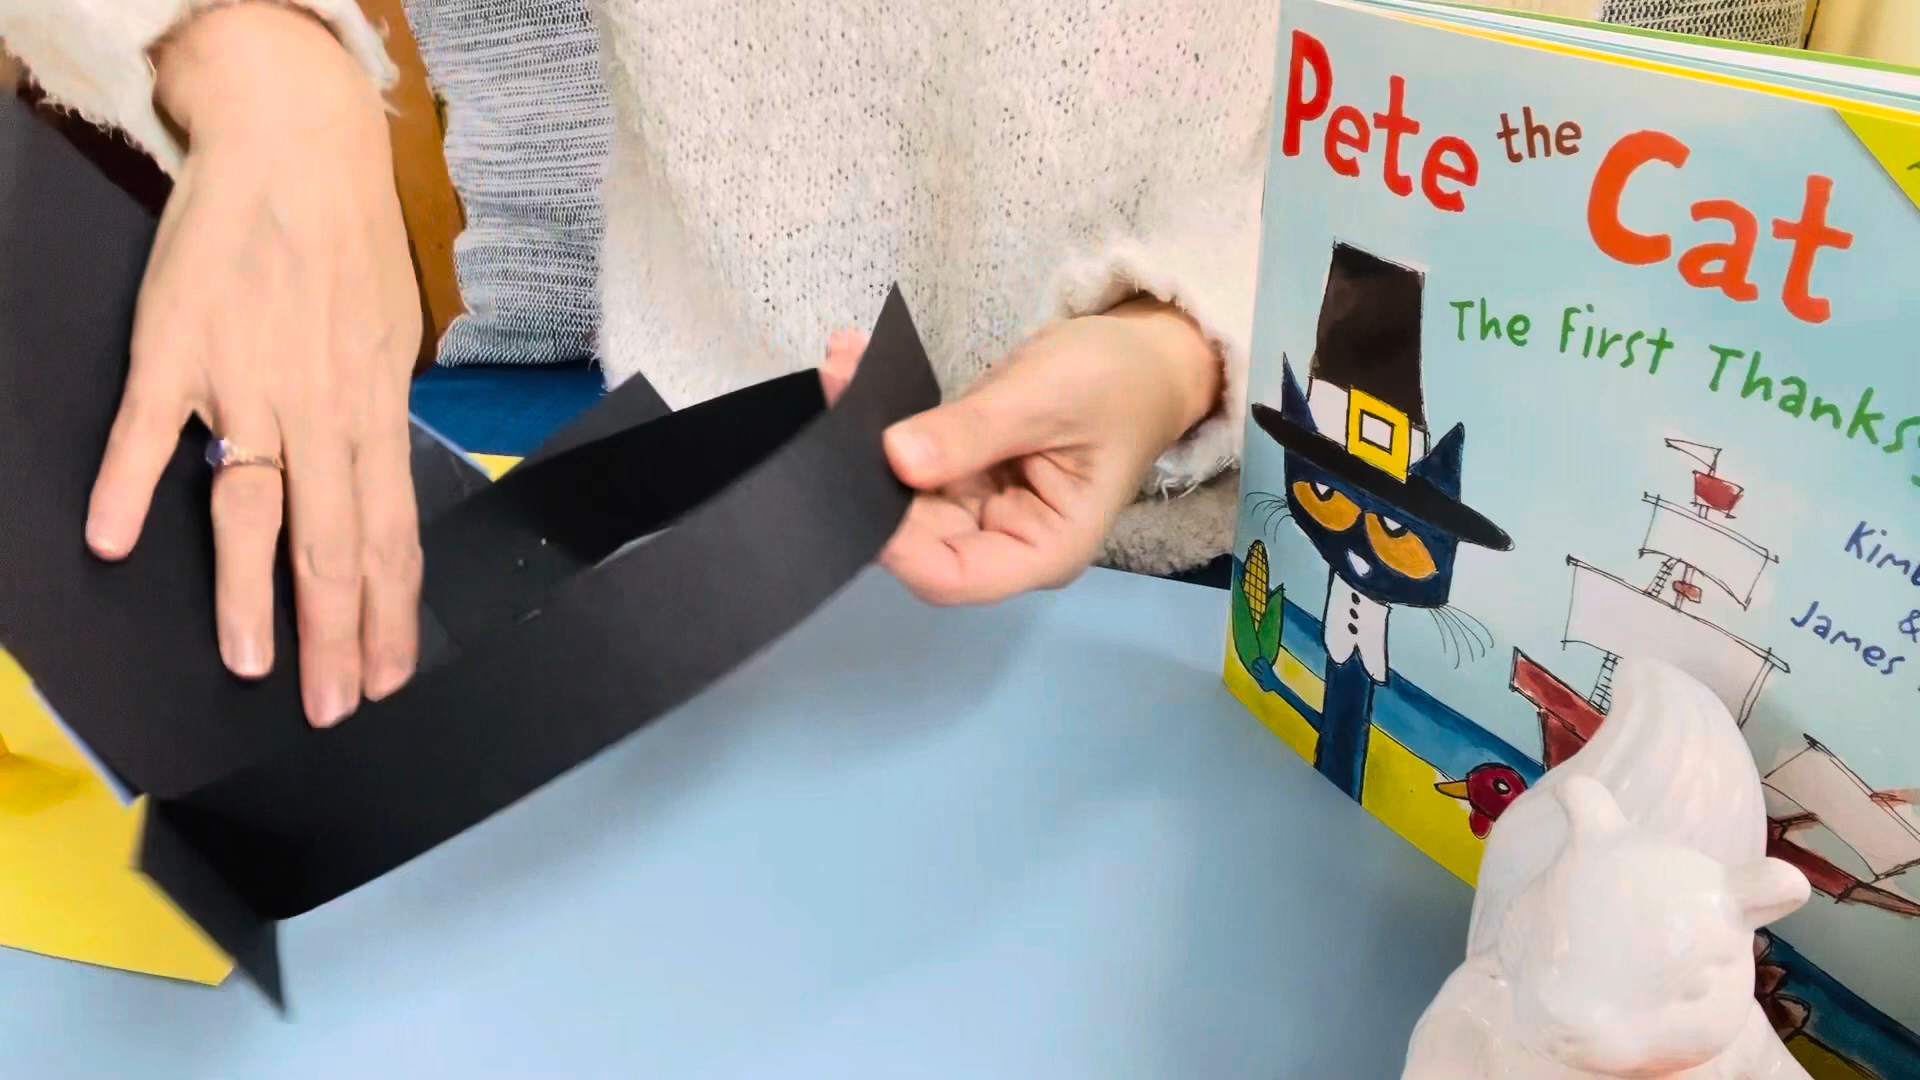 Pete the Cat
The First Thanks
Kim
&
James